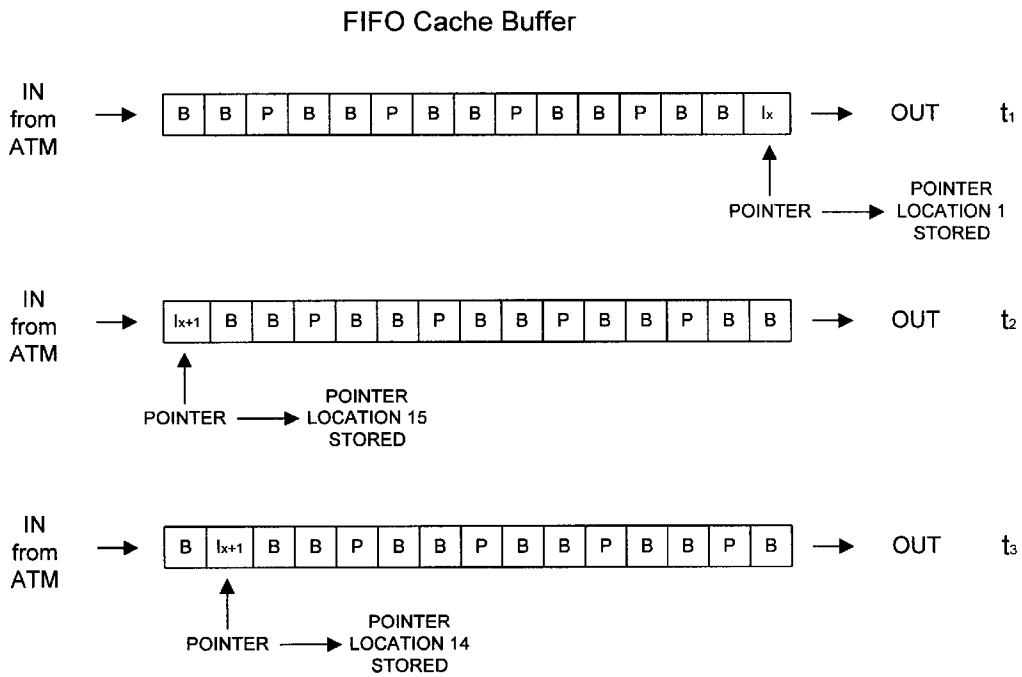 FIFO Cache Buffer
IN
from
ATM
B B P B B P B B P B B P B B Ix
OUT
t1
POINTER
POINTER
LOCATION 1
STORED
IN
from
ATM
Ix+1 B B P B B P B B P B B P B B
OUT
t2
POINTER
POINTER
LOCATION 15
STORED
IN
from
ATM
B Ix+1 B B P B B P B B P B B P B
OUT
t3
POINTER
POINTER
LOCATION 14
STORED